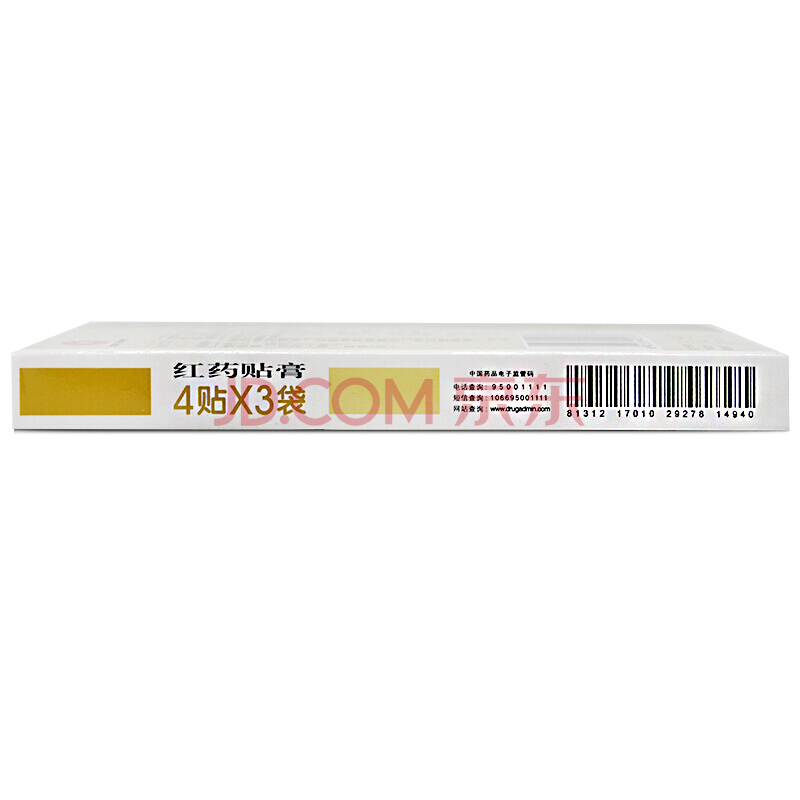 红药贴膏
4贴X3袋
JD.COM 京东
中国药品电子监管码
电话查询：95001111
短信查询：106695001111
网站查询：www.drugadmin.com
81312 17010 29278 14940